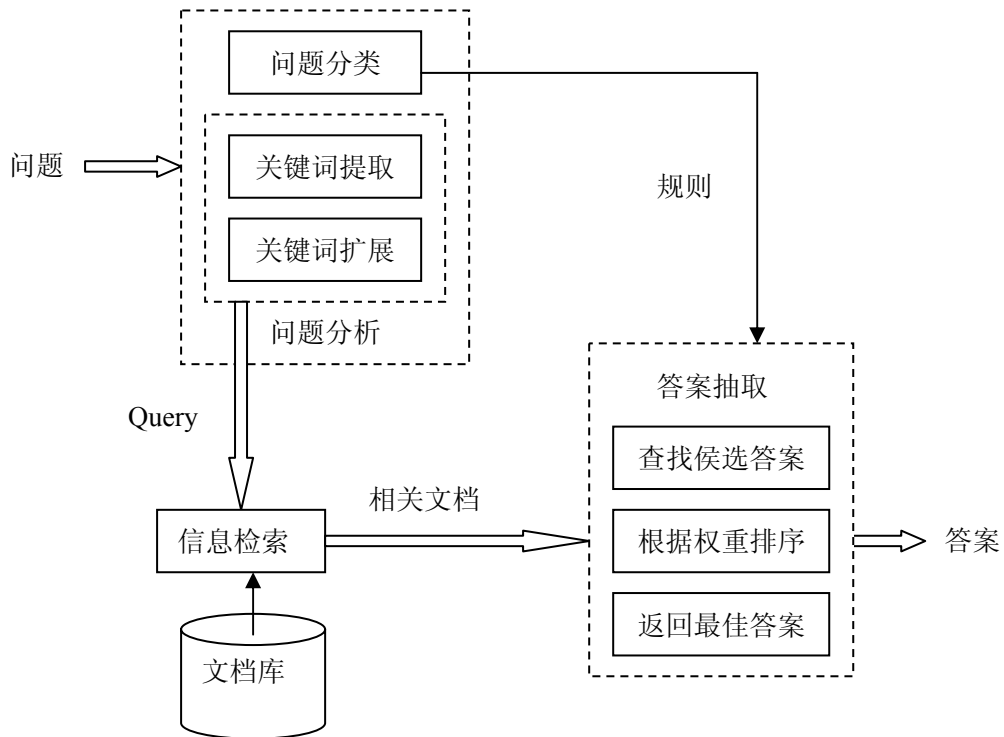 问题分类
问题
关键词提取
关键词扩展
规则
问题分析
答案抽取
Query
查找侯选答案
相关文档
信息检索
根据权重排序
答案
返回最佳答案
文档库